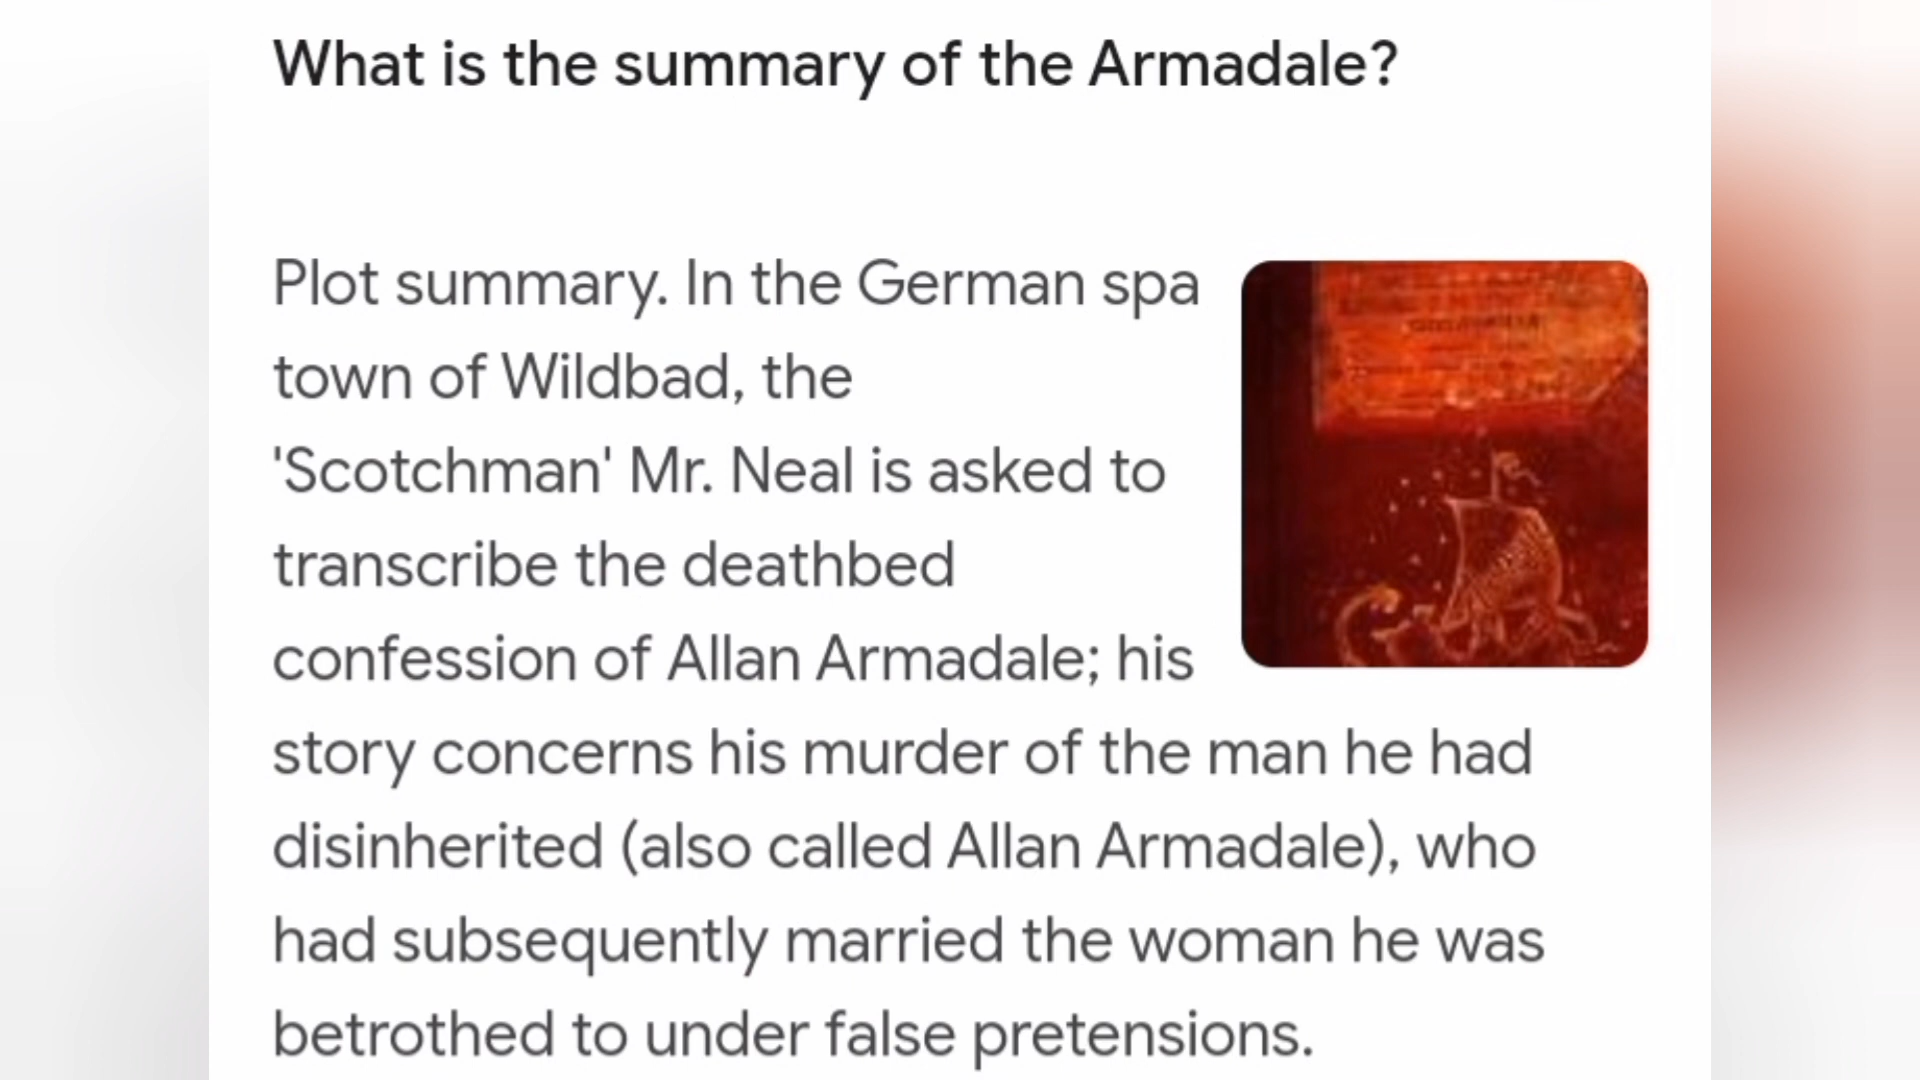 What is the summary of the Armadale?
Plot summary. In the German spa
town of Wildbad, the
'Scotchman' Mr. Neal is asked to
transcribe the deathbed
confession of Allan Armadale; his
story concerns his murder of the man he had
disinherited (also called Allan Armadale), who
had subsequently married the woman he was
betrothed to under false pretensions.